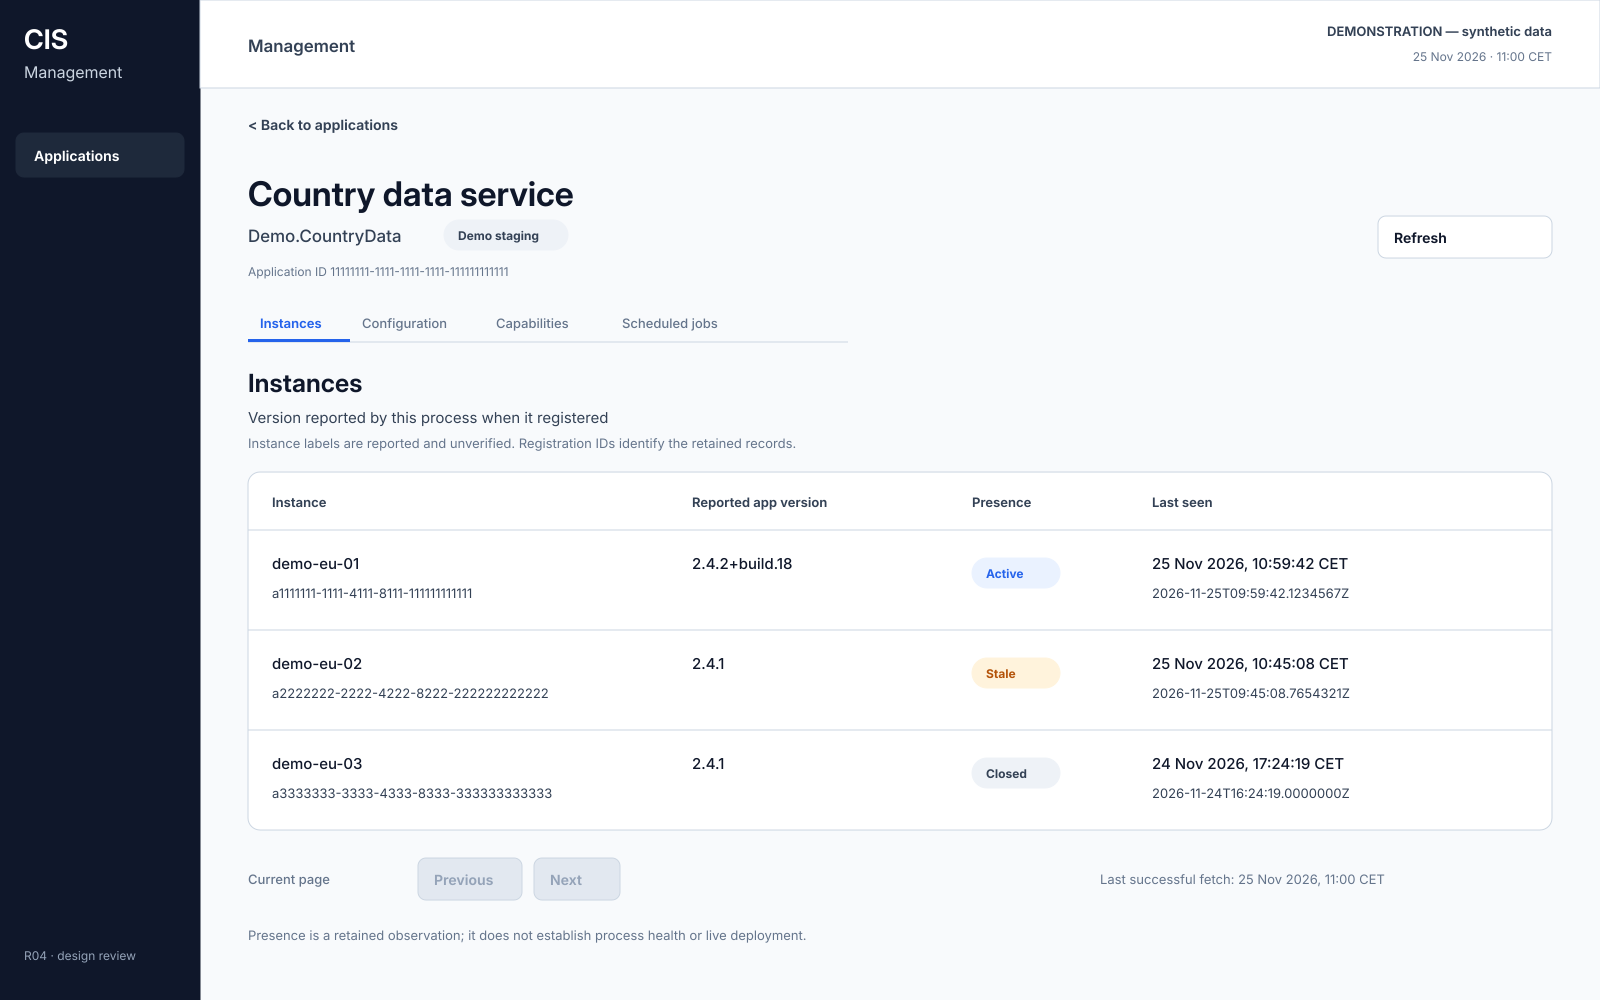 CIS
Management
Applications
R04 · design review
Management
DEMONSTRATION — synthetic data
25 Nov 2026 · 11:00 CET
< Back to applications
Country data service
Demo.CountryData
Demo staging
Refresh
Application ID 11111111-1111-1111-1111-111111111111
Instances Configuration Capabilities Scheduled jobs
Instances
Version reported by this process when it registered
Instance labels are reported and unverified. Registration IDs identify the retained records.
Instance Reported app version Presence Last seen
demo-eu-01 2.4.2+build.18 Active 25 Nov 2026, 10:59:42 CET
a1111111-1111-4111-8111-111111111111 2026-11-25T09:59:42.1234567Z
demo-eu-02 2.4.1 Stale 25 Nov 2026, 10:45:08 CET
a2222222-2222-4222-8222-222222222222 2026-11-25T09:45:08.7654321Z
demo-eu-03 2.4.1 Closed 24 Nov 2026, 17:24:19 CET
a3333333-3333-4333-8333-333333333333 2026-11-24T16:24:19.0000000Z
Current page Previous Next Last successful fetch: 25 Nov 2026, 11:00 CET
Presence is a retained observation; it does not establish process health or live deployment.